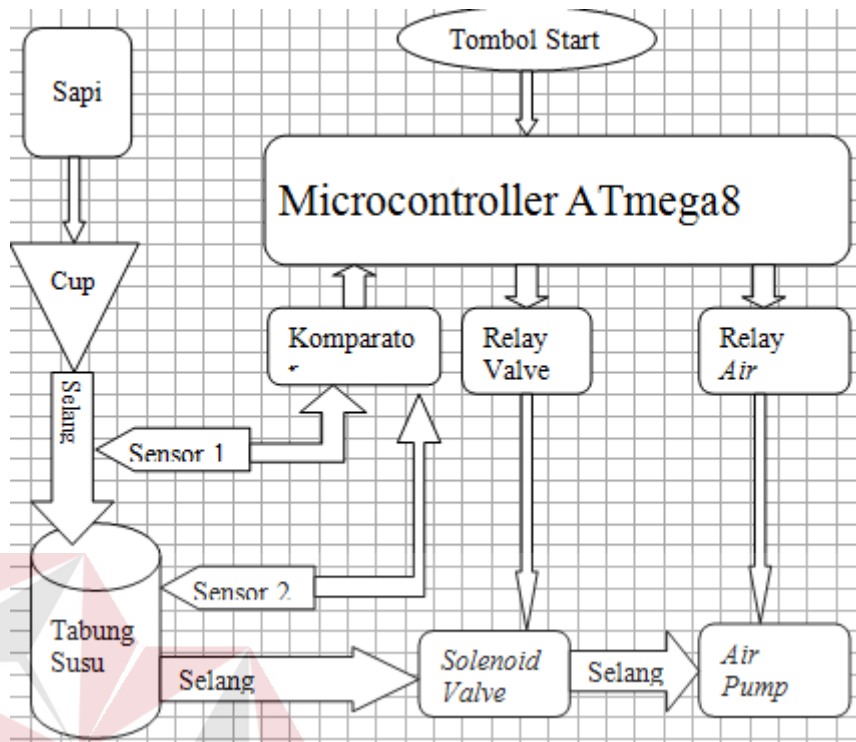 Tombol Start
Sapi
Microcontroller ATmega8
Cup
Komparato
Relay
Valve
Relay
Air
Selang
Sensor 1
Sensor 2
Tabung
Susu
Selang
Solenoid
Valve
Selang
Air
Pump